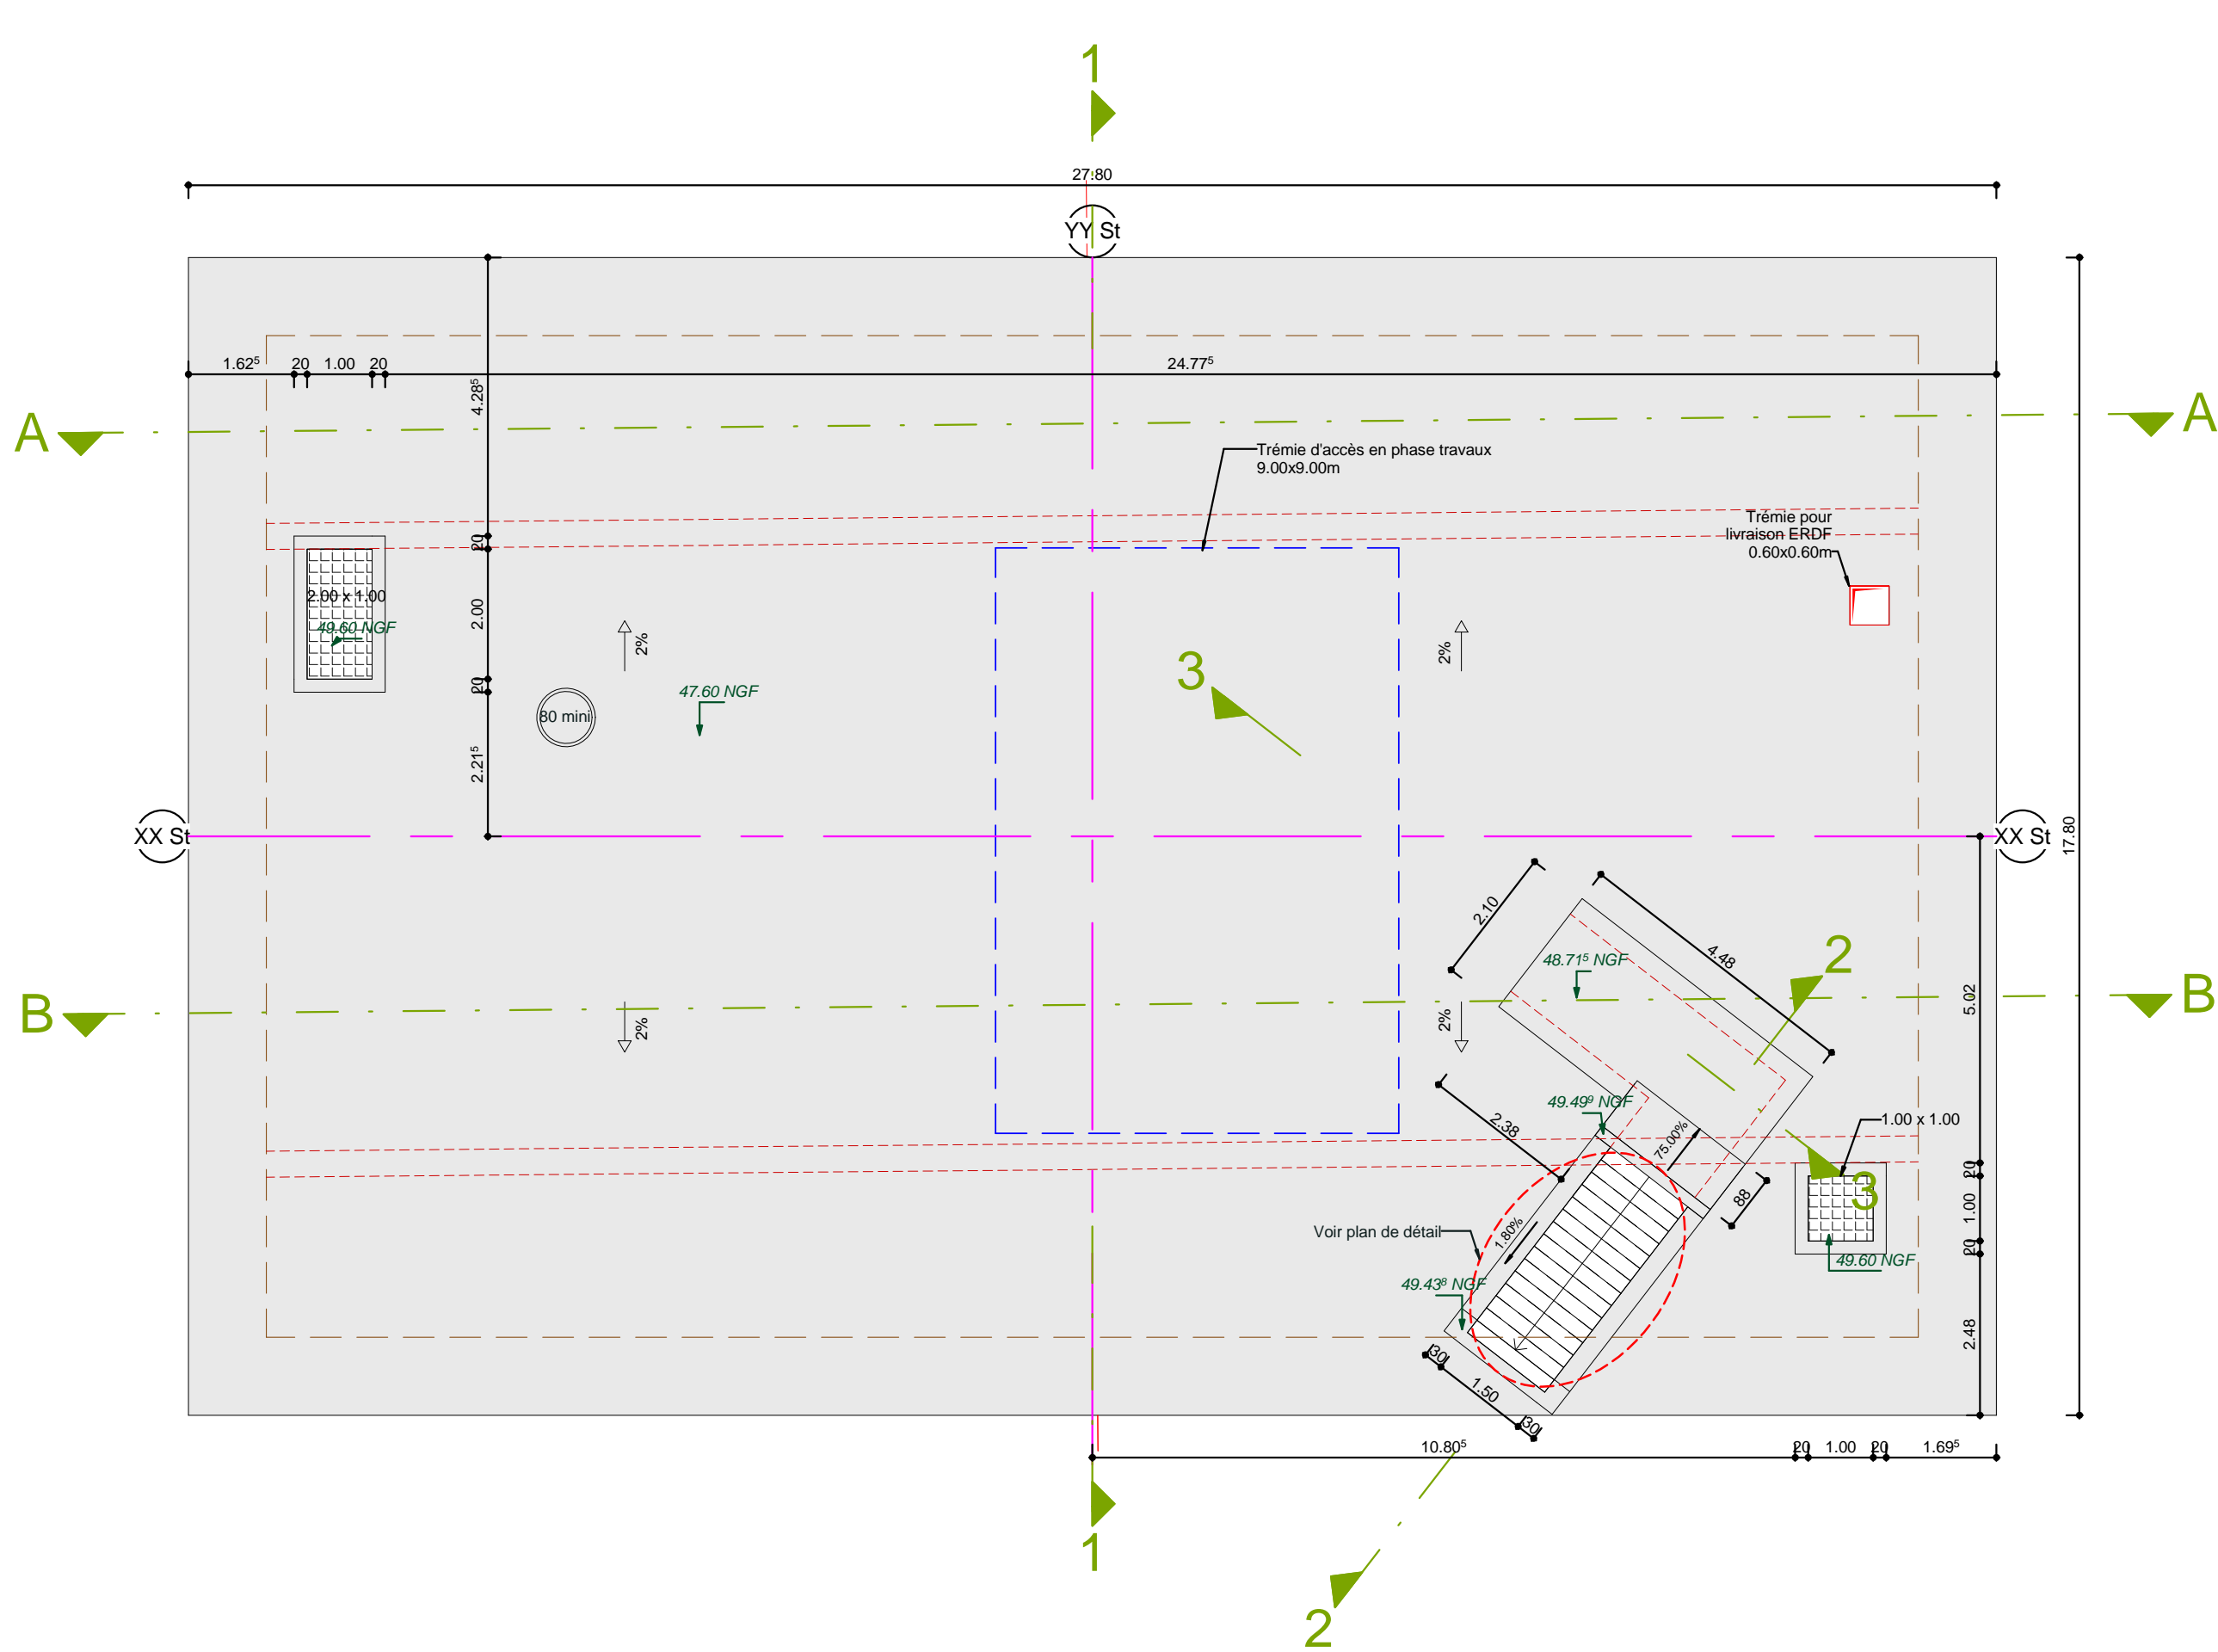 1
27.80
YY St
1.62⁵
20
1.00
20
24.77⁵
4.28⁵
A
A
Trémie d'accès en phase travaux
9.00x9.00m
Trémie pour
livraison ERDF
0.60x0.60m
20
2.00 x 1.00
2.00
49.60 NGF
2%
2%
3
20
47.60 NGF
80 mini
2.21⁵
XX St
XX St
17.80
2.10
4.48
2
48.71⁵ NGF
5.02
B
B
2%
2%
49.49⁹ NGF
2.38
75.00%
1.00 x 1.00
20
3
88
1.00
Voir plan de détail
1.80%
20
49.60 NGF
49.43⁸ NGF
2.48
30
1.50
30
10.80⁵
20
1.00
20
1.69⁵
1
2